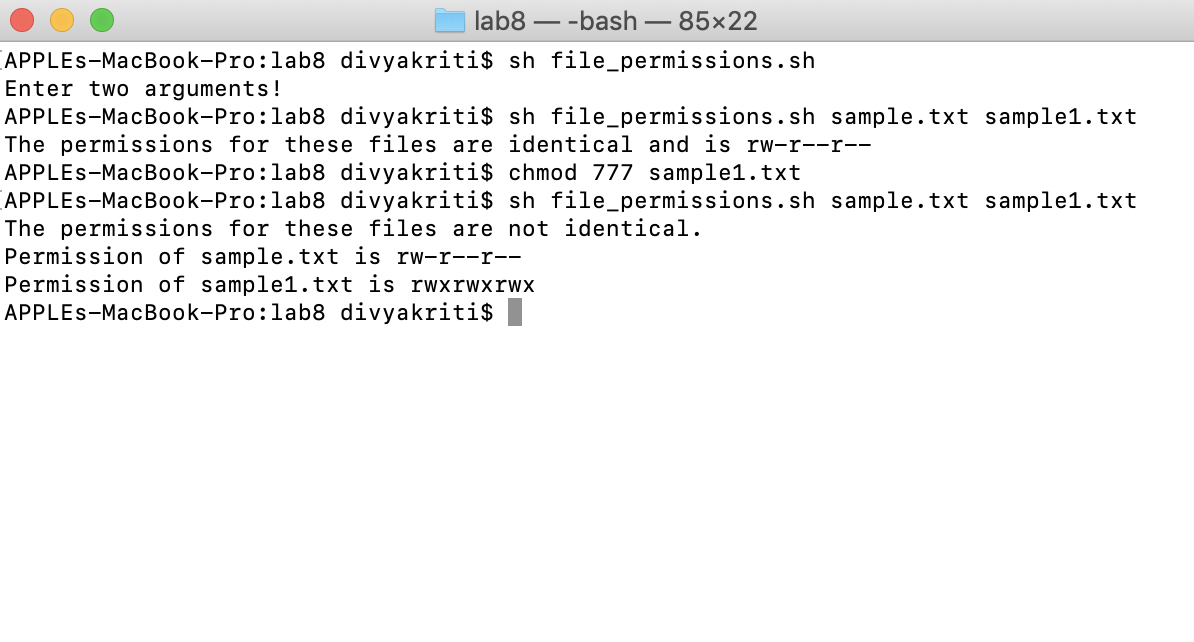 lab8 — -bash — 85×22
APPLEs-MacBook-Pro:lab8 divyakriti$ sh file_permissions.sh
Enter two arguments!
APPLEs-MacBook-Pro:lab8 divyakriti$ sh file_permissions.sh sample.txt sample1.txt
The permissions for these files are identical and is rw-r--r--
APPLEs-MacBook-Pro:lab8 divyakriti$ chmod 777 sample1.txt
APPLEs-MacBook-Pro:lab8 divyakriti$ sh file_permissions.sh sample.txt sample1.txt
The permissions for these files are not identical.
Permission of sample.txt is rw-r--r--
Permission of sample1.txt is rwxrwxrwx
APPLEs-MacBook-Pro:lab8 divyakriti$